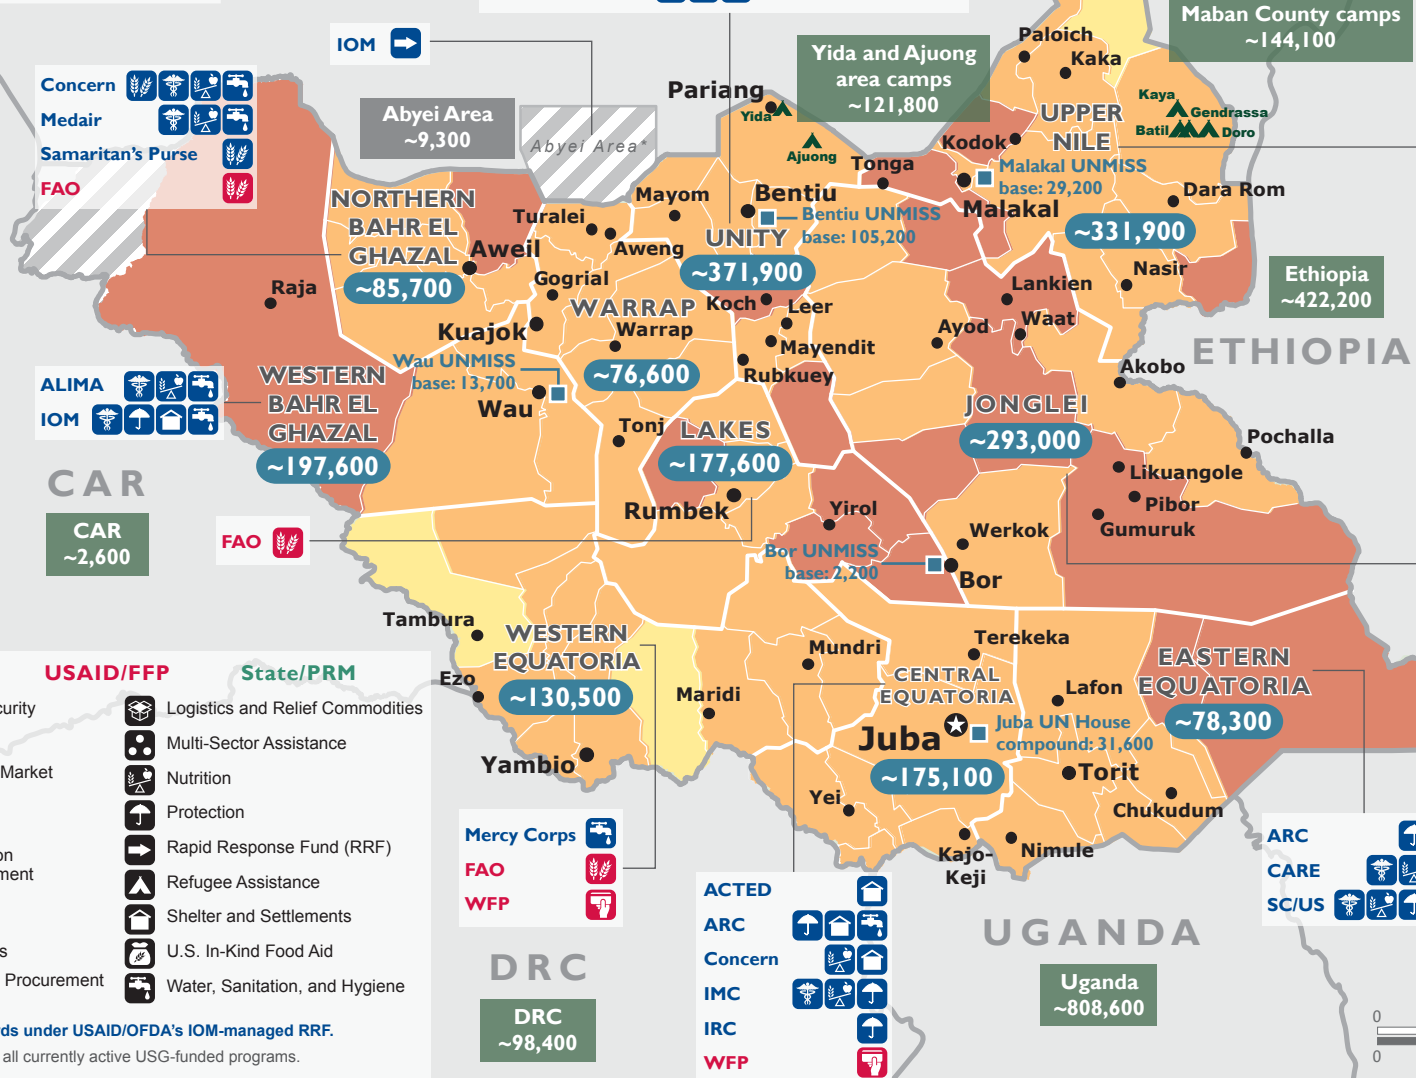 IOM
Concern
Medair
Samaritan's Purse
FAO
Abyei Area
~9,300
Abyei Area*
Yida and Ajuong
area camps
~121,800
Maban County camps
~144,100
Paloich
Kaka
Pariang
Yida
Ajuong
Kaya
Gendrassa
Batil
Doro
UPPER
NILE
Kodok
Tonga
Malakal UNMISS
base: 29,200
Malakal
Dara Rom
~331,900
NORTHERN
BAHR EL
GHAZAL
~85,700
Aweil
Turalei
Aweng
Mayom
Bentiu
Bentiu UNMISS
base: 105,200
UNITY
~371,900
Gogrial
WARRAP
Warrap
~76,600
Koch
Leer
Mayendit
Rubkuey
Nasir
Lankien
Waat
Ayod
Ethiopia
~422,200
ETHIOPIA
Raja
Kuajok
Wau UNMISS
base: 13,700
Wau
ALIMA
IOM
WESTERN
BAHR EL
GHAZAL
~197,600
Akobo
JONGLEI
~293,000
Pochalla
Likuangole
Pibor
Gumuruk
Tonj
LAKES
~177,600
Rumbek
Yirol
CAR
CAR
~2,600
FAO
Bor UNMISS
base: 2,200
Werkok
Bor
Tambura
WESTERN
EQUATORIA
~130,500
Ezo
Yambio
Maridi
Mundri
Terekeka
CENTRAL
EQUATORIA
Juba
Juba UN House
compound: 31,600
~175,100
EASTERN
EQUATORIA
~78,300
Lafon
Torit
Chukudum
Yei
Kajo-
Keji
Nimule
USAID/FFP
State/PRM
curity
Market
on
ment
s
Procurement
Logistics and Relief Commodities
Multi-Sector Assistance
Nutrition
Protection
Rapid Response Fund (RRF)
Refugee Assistance
Shelter and Settlements
U.S. In-Kind Food Aid
Water, Sanitation, and Hygiene
rds under USAID/OFDA's IOM-managed RRF.
all currently active USG-funded programs.
Mercy Corps
FAO
WFP
DRC
DRC
~98,400
ACTED
ARC
Concern
IMC
IRC
WFP
UGANDA
Uganda
~808,600
ARC
CARE
SC/US
0
0